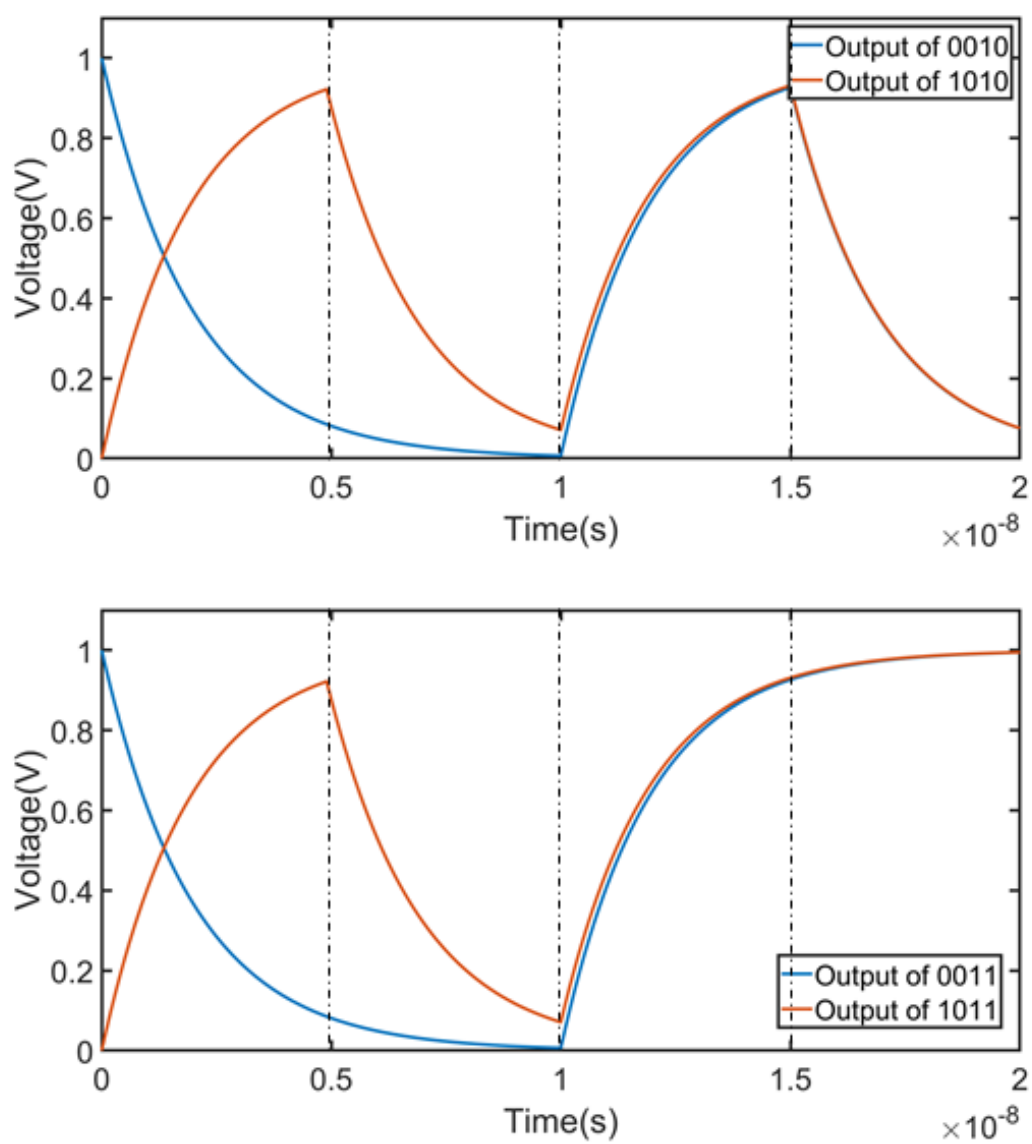 1
0.8
0.6
0.4
0.2
0
Voltage(V)
Output of 0010
Output of 1010
0 0.5 1 1.5 2
Time(s)
×10-8
1
0.8
0.6
0.4
0.2
0
Voltage(V)
Output of 0011
Output of 1011
0 0.5 1 1.5 2
Time(s)
×10-8